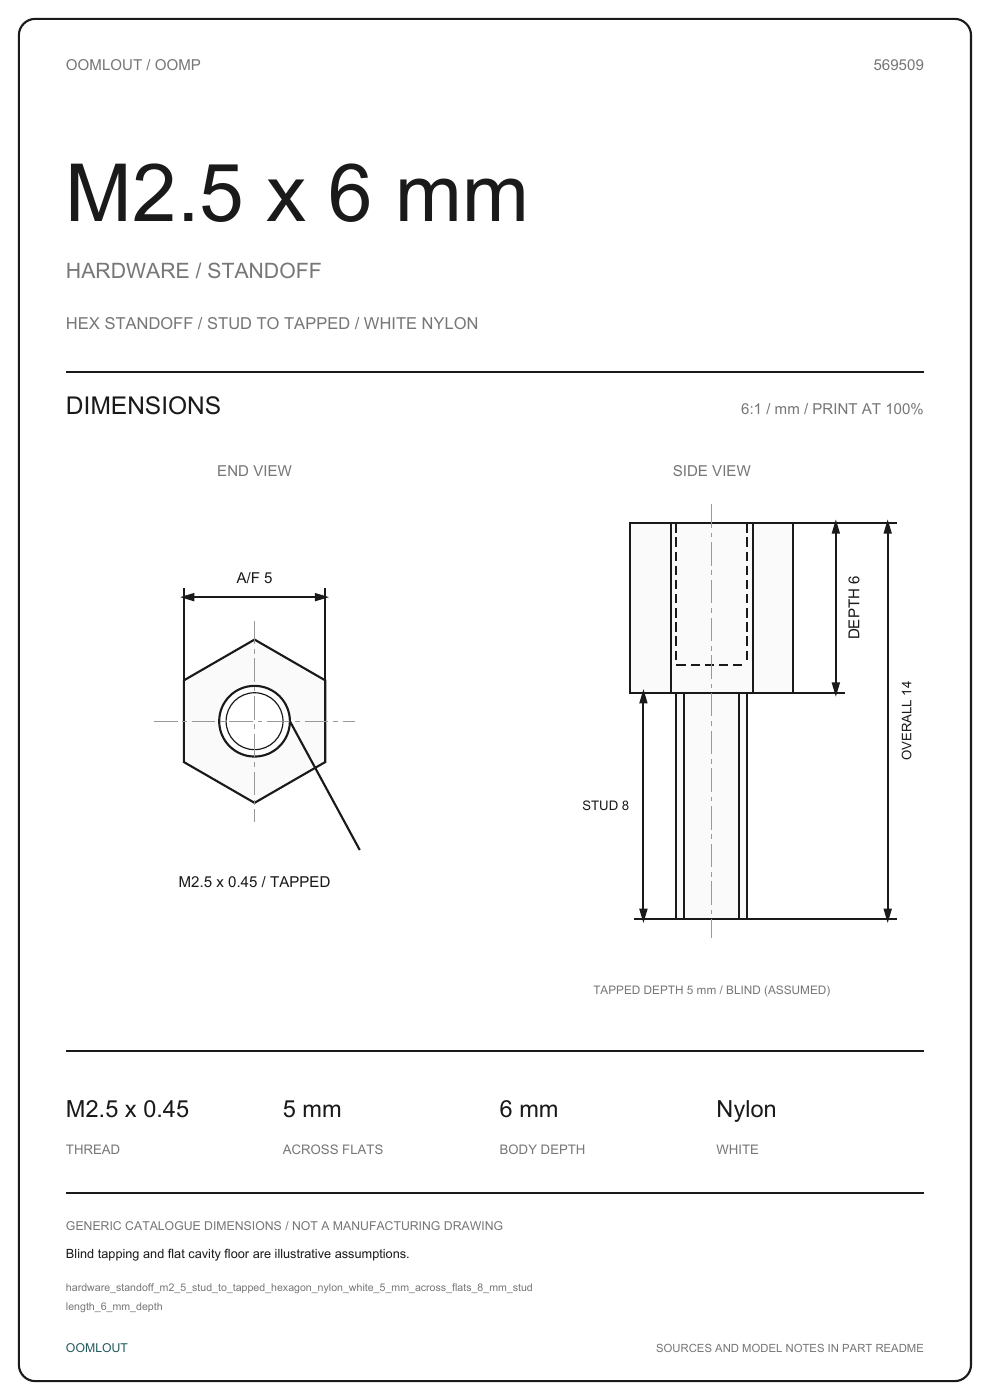 OOMLOUT / OOMP
569509
M2.5 x 6 mm
HARDWARE / STANDOFF
HEX STANDOFF / STUD TO TAPPED / WHITE NYLON
DIMENSIONS
6:1 / mm / PRINT AT 100%
END VIEW
SIDE VIEW
A/F 5
DEPTH 6
OVERALL 14
STUD 8
M2.5 x 0.45 / TAPPED
TAPPED DEPTH 5 mm / BLIND (ASSUMED)
M2.5 x 0.45
5 mm
6 mm
Nylon
THREAD
ACROSS FLATS
BODY DEPTH
WHITE
GENERIC CATALOGUE DIMENSIONS / NOT A MANUFACTURING DRAWING
Blind tapping and flat cavity floor are illustrative assumptions.
hardware_standoff_m2_5_stud_to_tapped_hexagon_nylon_white_5_mm_across_flats_8_mm_stud
length_6_mm_depth
OOMLOUT
SOURCES AND MODEL NOTES IN PART README